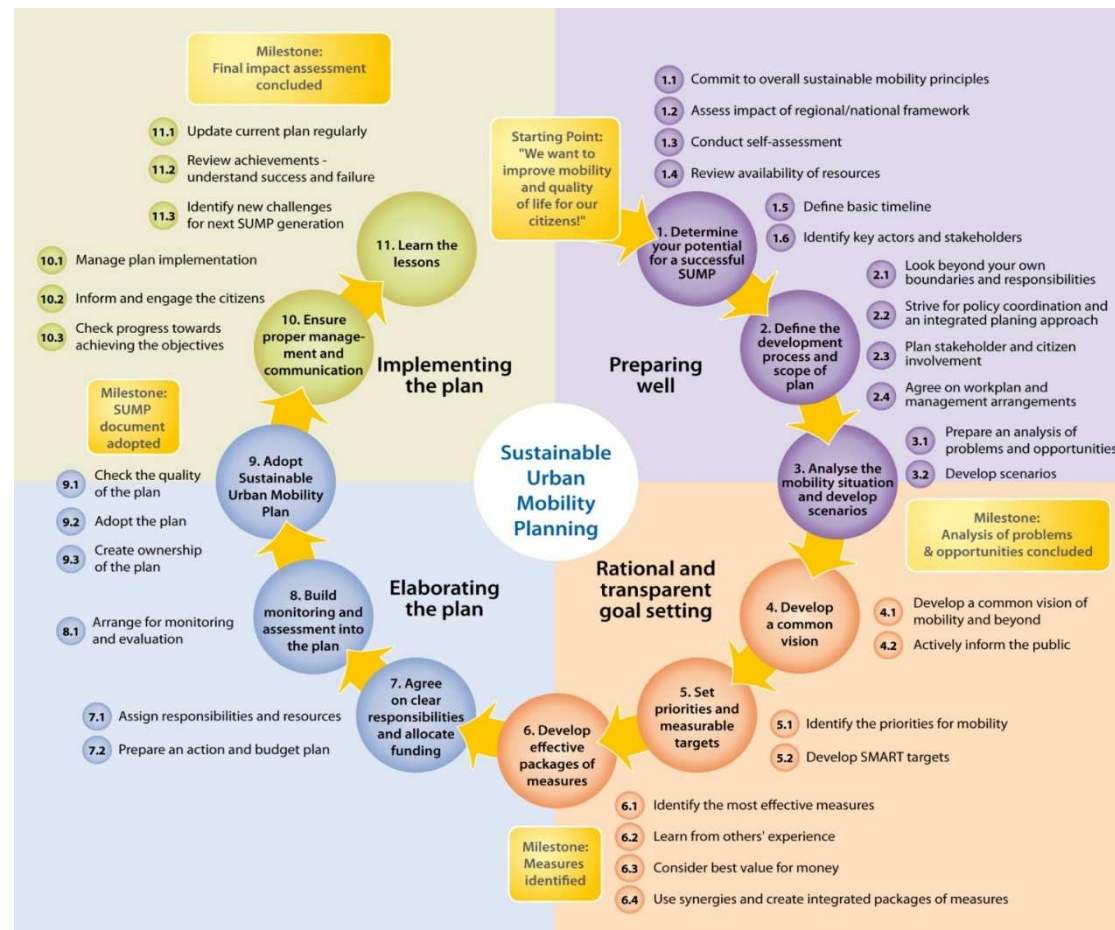 Milestone:
Final impact assessment
concluded
11.1 Update current plan regularly
11.2 Review achievements -
understand success and failure
11.3 Identify new challenges
for next SUMP generation
10.1 Manage plan implementation
10.2 Inform and engage the citizens
10.3 Check progress towards
achieving the objectives
11. Learn the
lessons
10. Ensure
proper manage-
ment and
communication
Implementing
the plan
Starting Point:
"We want to
improve mobility
and quality
of life for our
citizens!"
1.1 Commit to overall sustainable mobility principles
1.2 Assess impact of regional/national framework
1.3 Conduct self-assessment
1.4 Review availability of resources
1.5 Define basic timeline
1.6 Identify key actors and stakeholders
1. Determine
your potential
for a successful
SUMP
2.1 Look beyond your own
boundaries and responsibilities
2.2 Strive for policy coordination and
an integrated planing approach
2.3 Plan stakeholder and citizen
involvement
2.4 Agree on workplan and
management arrangements
2. Define the
development
process and
scope of
plan
Preparing
well
3.1 Prepare an analysis of
problems and opportunities
3.2 Develop scenarios
3. Analyse the
mobility situation
and develop
scenarios
Milestone:
Analysis of problems
& opportunities concluded
Sustainable
Urban
Mobility
Planning
Milestone:
SUMP
document
adopted
9. Adopt
Sustainable
Urban Mobility
Plan
9.1 Check the quality
of the plan
9.2 Adopt the plan
9.3 Create ownership
of the plan
8. Build
monitoring and
assessment into
the plan
8.1 Arrange for monitoring
and evaluation
Elaborating
the plan
7. Agree
on clear
responsibilities
and allocate
funding
7.1 Assign responsibilities and resources
7.2 Prepare an action and budget plan
Rational and
transparent
goal setting
4. Develop
a common
vision
4.1 Develop a common vision of
mobility and beyond
4.2 Actively inform the public
5. Set
priorities and
measurable
targets
5.1 Identify the priorities for mobility
5.2 Develop SMART targets
6. Develop
effective
packages of
measures
6.1 Identify the most effective measures
6.2 Learn from others' experience
6.3 Consider best value for money
6.4 Use synergies and create integrated packages of measures
Milestone:
Measures
identified